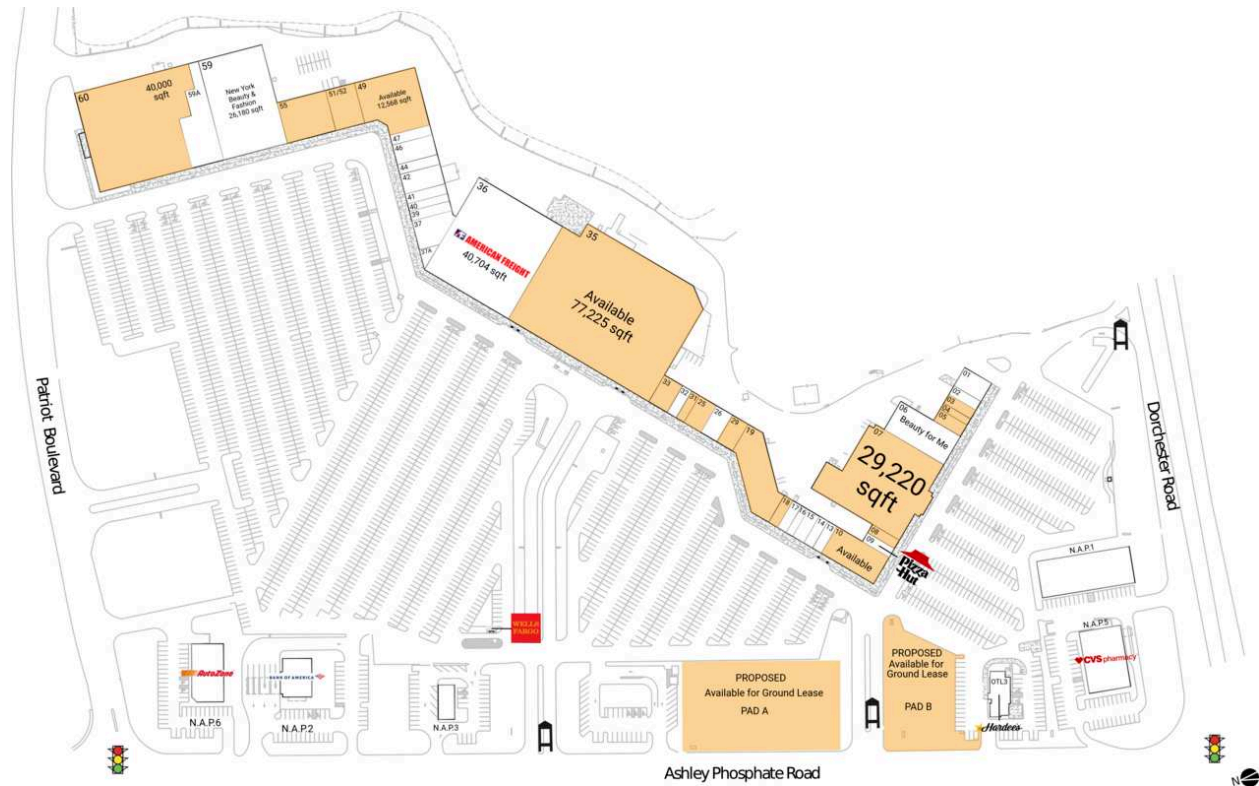 60
40,000
sqft
59A
59
New York
Beauty &
Fashion
26,180 sqft
55
51/52
49
Available
12,568 sqft
47
46
44
42
41
40
39
37
37A
36
AMERICAN FREIGHT
40,704 sqft
35
Available
77,225 sqft
33
32
31
25
26
29
19
18
17
16
15
14
13
10
Available
01
02
03
04
05
06
Beauty for Me
07
29,220
sqft
08
09
Pizza
Hut
Patriot Boulevard
Dorchester Road
N.A.P.1
N.A.P.5
CVS pharmacy
WELLS
FARGO
AutoZone
N.A.P.6
BANK OF AMERICA
N.A.P.2
N.A.P.3
PROPOSED
Available for Ground Lease
PAD A
PROPOSED
Available for
Ground Lease
PAD B
OTL3
Hardee's
Ashley Phosphate Road
N